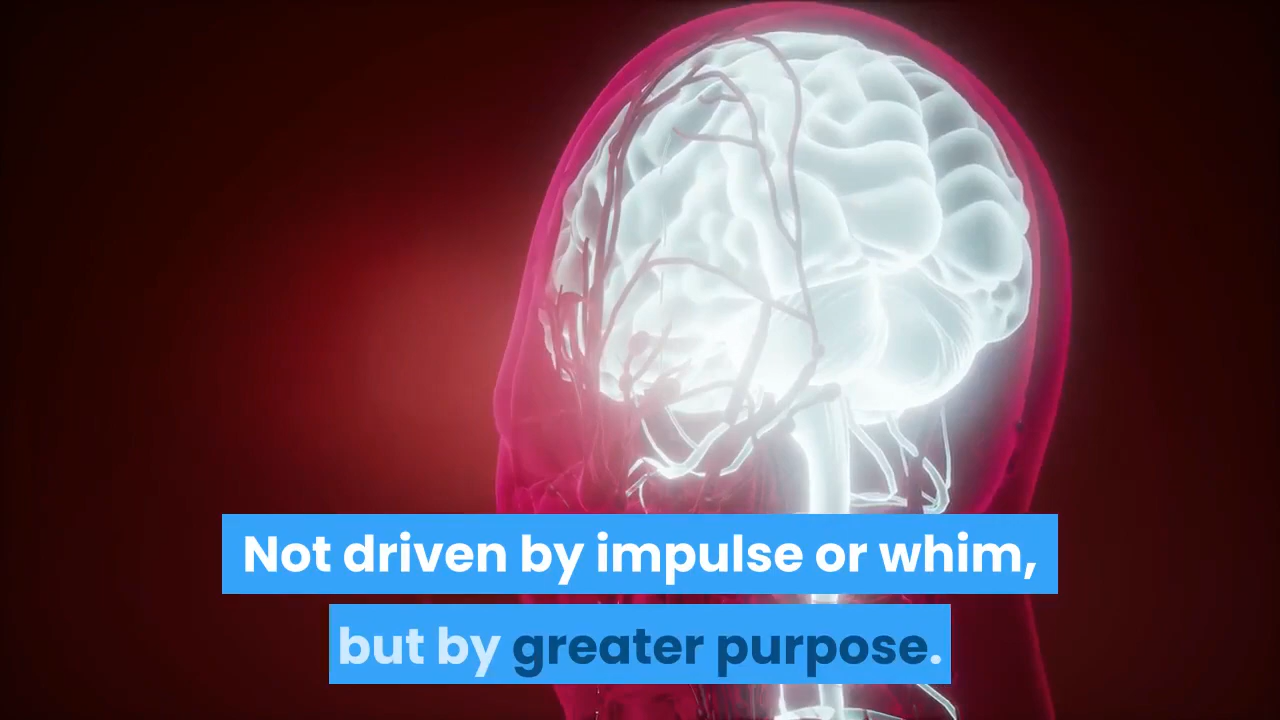 Not driven by impulse or whim,
but by greater purpose.